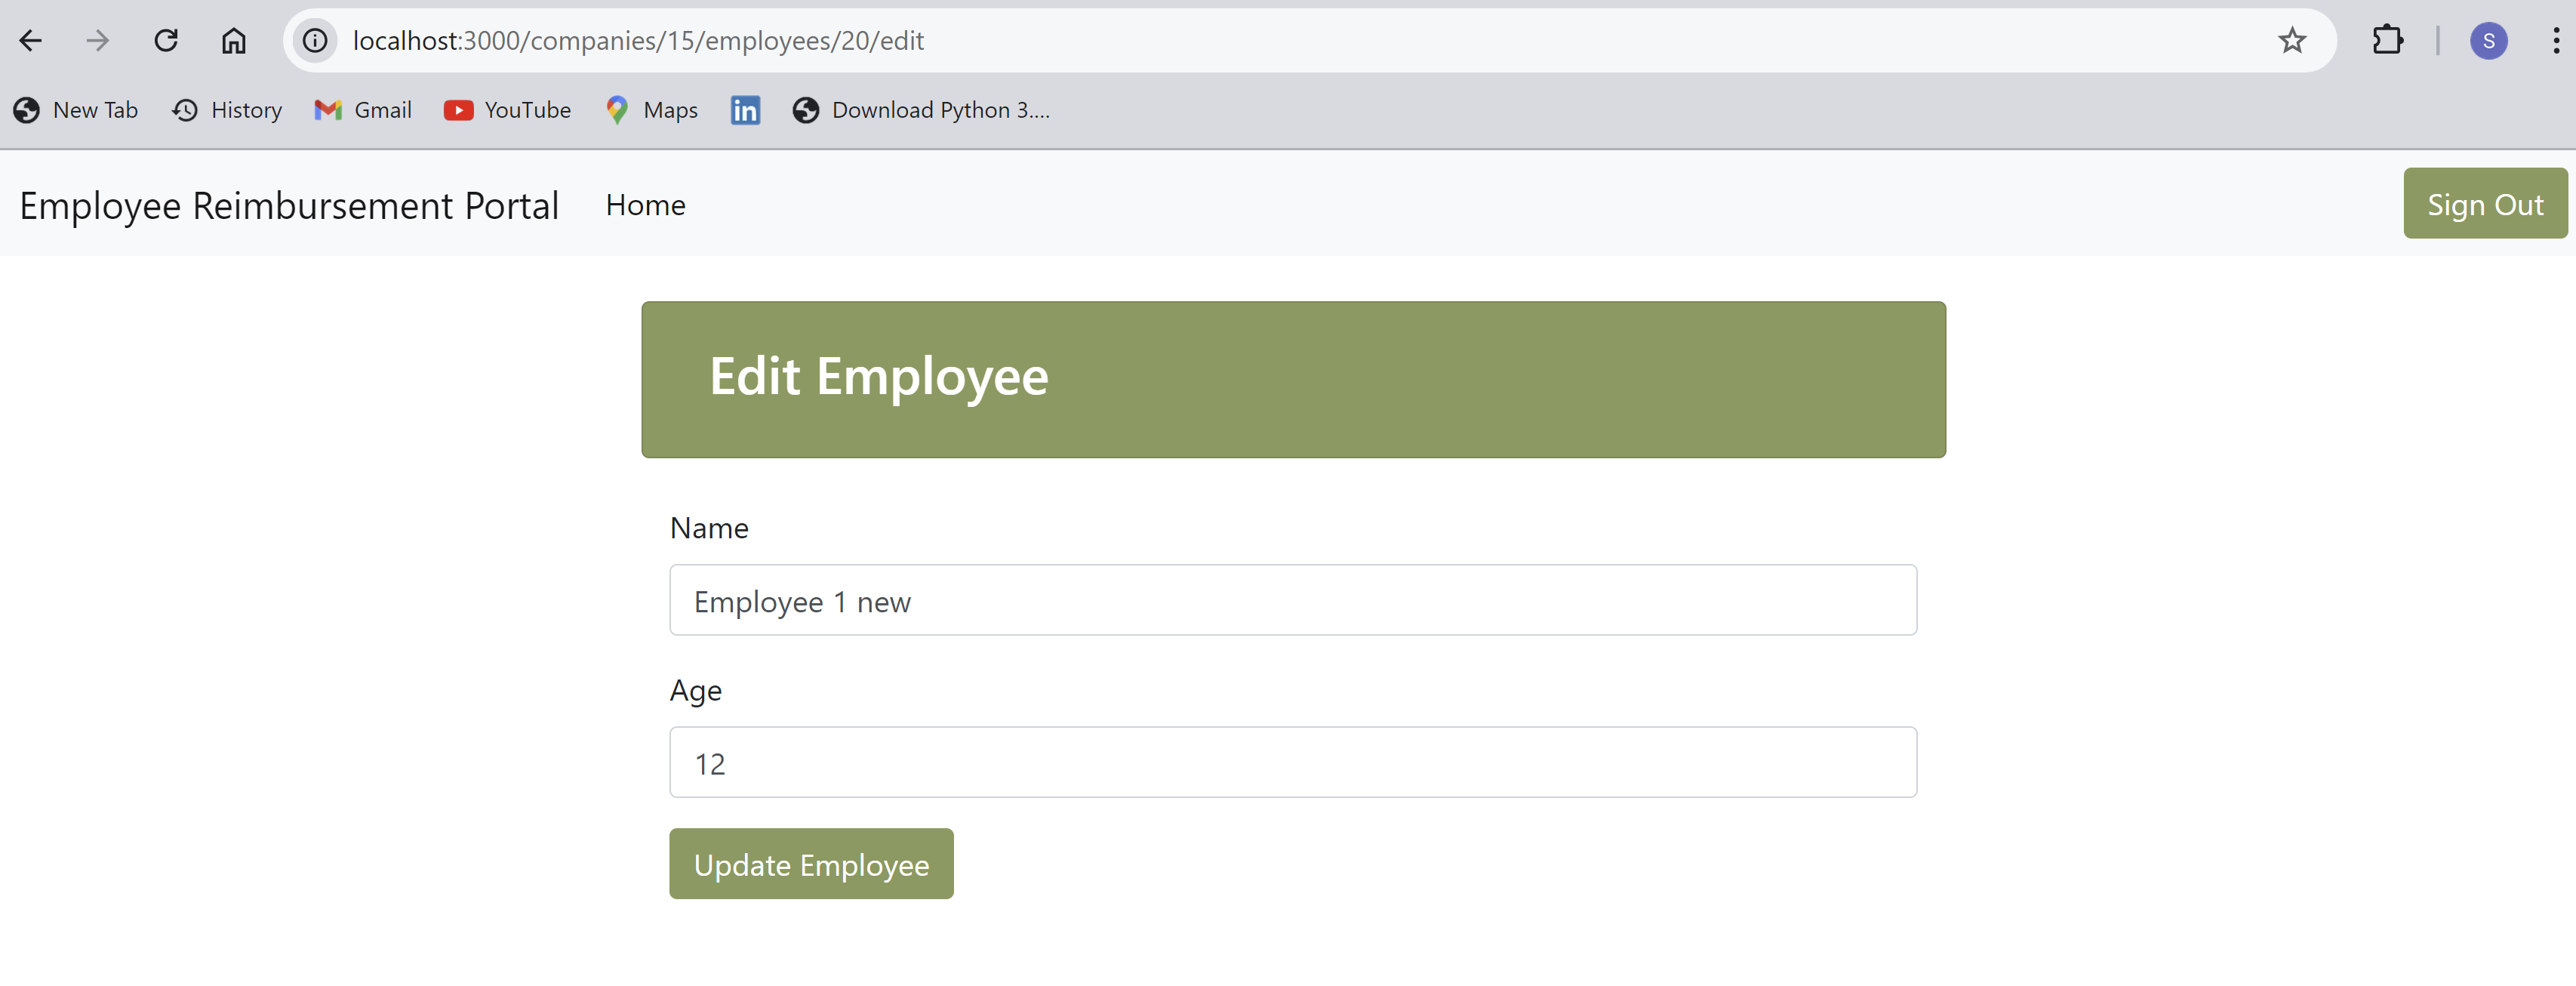 localhost:3000/companies/15/employees/20/edit
S
New Tab History Gmail YouTube Maps in Download Python 3....
Employee Reimbursement Portal Home Sign Out
Edit Employee
Name
Employee 1 new
Age
12
Update Employee